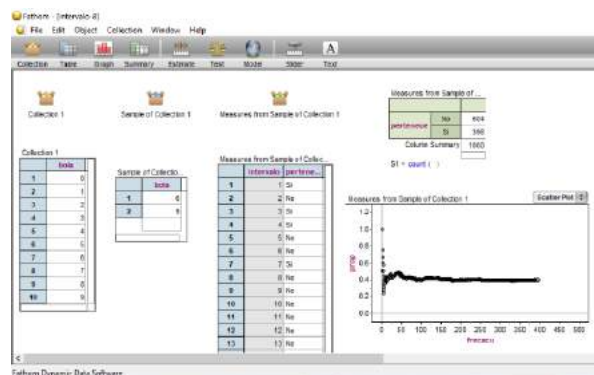 Fathom - [Intervalo-8]
File Edit Object Collection Window Help
Collection Table Graph Summary Estimate Test Model Slider Text
Collection 1
Sample of Collection 1
Measures from Sample of Collection 1
Measures from Sample of ...
pertenece
No 604
Si
Column Summary
S1 = count ( )
Collection 1
bola
1 0
2 1
3 2
4 3
5 4
6 5
7 6
8 7
9 8
10 9
Sample of Collectio...
bola
1 6
2 9
Measures from Sample of Collec...
intervalo pertene...
1 1 Si
2 2 No
3 3 Si
4 4 Si
5 5 No
6 6 No
7 7 Si
8 8 No
9 9 No
10 10 No
11 11 No
12 12 No
13 13 No
Measures from Sample of Collection 1
Scatter Plot
prop
1.2
1.0
0.8
0.6
0.4
0.2
0.0
0 50 100 150 200 250 300 350 400 450 500
Fathom Dynamic Data Software